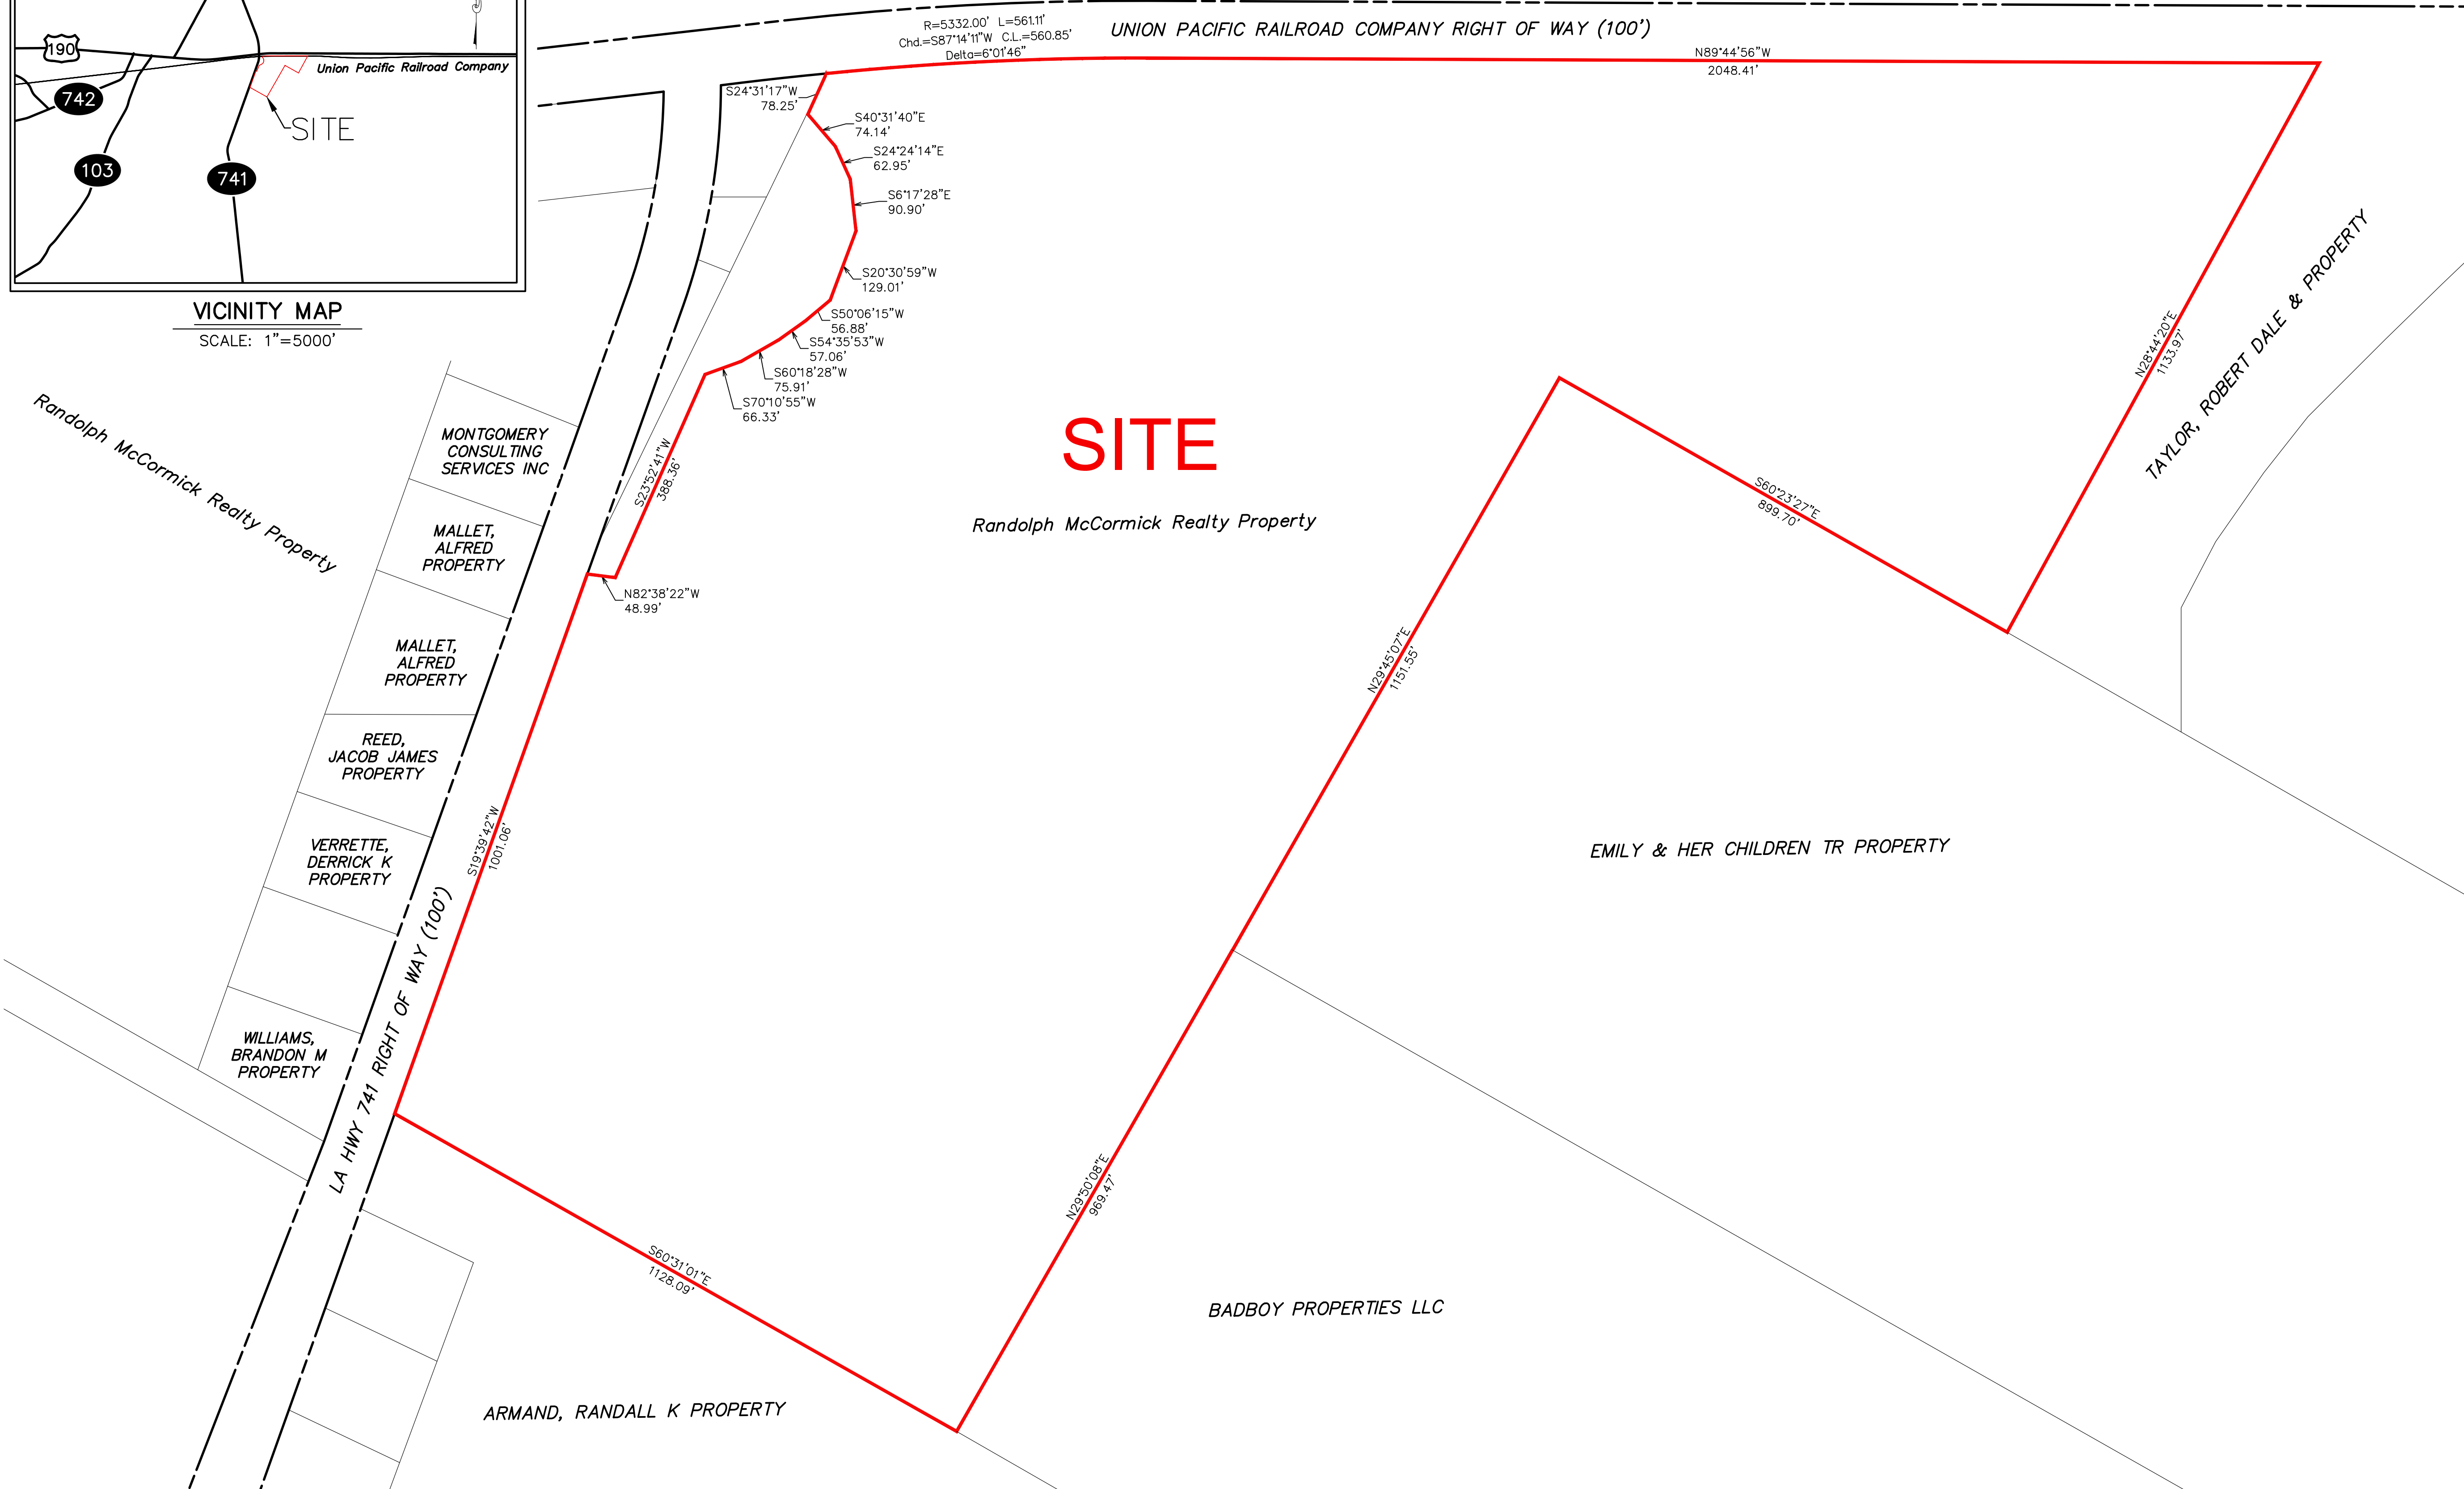 190
742
103
741
Union Pacific Railroad Company
SITE
VICINITY MAP
SCALE: 1"=5000'
R=5332.00' L=561.11'
Chd.=S87°14'11"W C.L.=560.85'
Delta=6°01'46"
UNION PACIFIC RAILROAD COMPANY RIGHT OF WAY (100')
N89°44'56"W
2048.41'
S24°31'17"W
78.25'
S40°31'40"E
74.14'
S24°24'14"E
62.95'
S6°17'28"E
90.90'
S20°30'59"W
129.01'
S50°06'15"W
56.88'
S54°35'53"W
57.06'
S60°18'28"W
75.91'
S70°10'55"W
66.33'
S23°52'41"W
388.36'
N82°38'22"W
48.99'
SITE
Randolph McCormick Realty Property
N28°44'20"E
1133.97'
TAYLOR, ROBERT DALE & PROPERTY
S60°23'27"E
899.70'
N29°45'07"E
1151.55'
Randolph McCormick Realty Property
MONTGOMERY
CONSULTING
SERVICES INC
MALLET,
ALFRED
PROPERTY
MALLET,
ALFRED
PROPERTY
REED,
JACOB JAMES
PROPERTY
VERRETTE,
DERRICK K
PROPERTY
WILLIAMS,
BRANDON M
PROPERTY
S19°39'42"W
1001.06'
LA HWY 741 RIGHT OF WAY (100')
EMILY & HER CHILDREN TR PROPERTY
N29°50'08"E
969.47'
S60°31'01"E
1128.09'
BADBOY PROPERTIES LLC
ARMAND, RANDALL K PROPERTY